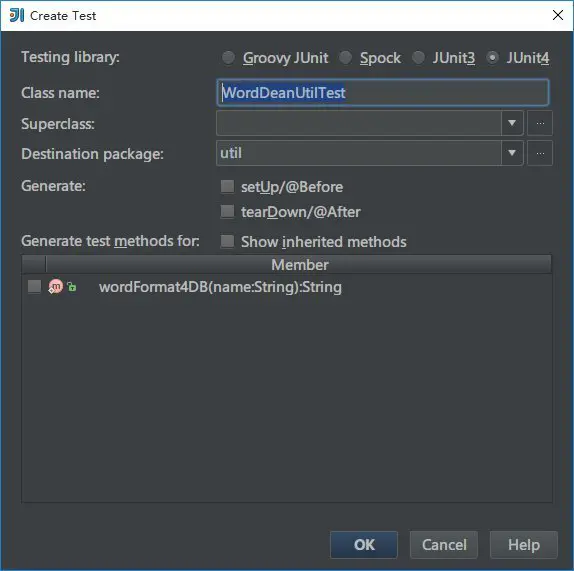 Create Test
Testing library: Groovy JUnit Spock JUnit3 JUnit4
Class name: WordDeanUtilTest
Superclass: ...
Destination package: util ...
Generate: setUp/@Before
tearDown/@After
Generate test methods for: Show inherited methods
Member
m wordFormat4DB(name:String):String
OK Cancel Help